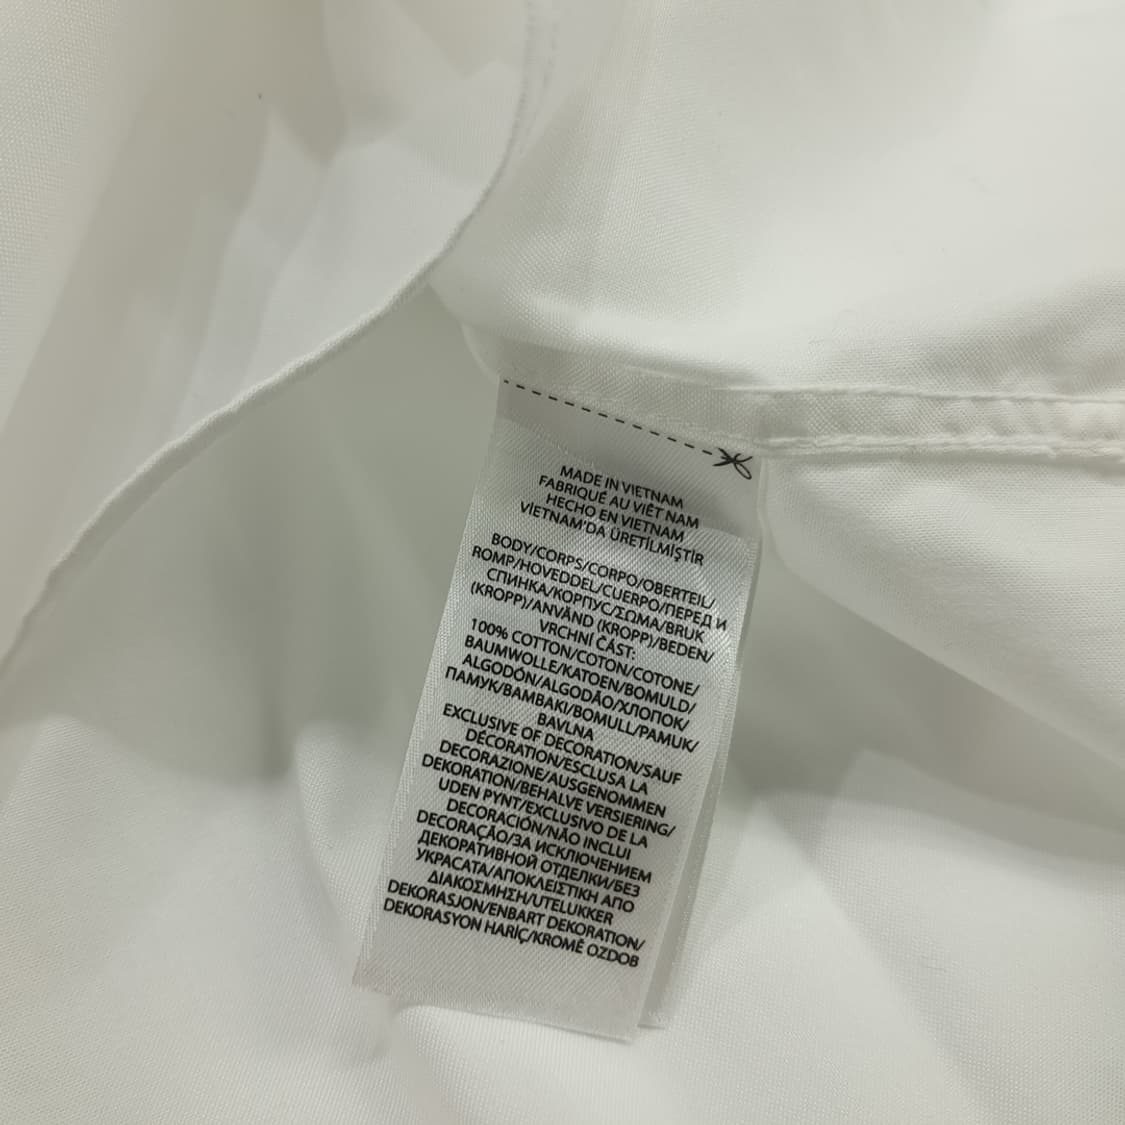 MADE IN VIETNAM
FABRIQUÉ AU VIÊT NAM
HECHO EN VIETNAM
VİETNAM'DA ÜRETİLMİŞTİR
BODY/CORPS/CORPO/OBERTEIL/
ROMP/HOVEDDEL/CUERPO/ПЕРЕД И
СПИНКА/КОРПУС/ΣΩΜΑ/BRUK
(KROPP)/ANVÄND (KROPP)/BEDEN/
VRCHNÍ ČÁST:
100% COTTON/COTON/COTONE/
BAUMWOLLE/KATOEN/BOMULD/
ALGODÓN/ALGODÃO/ХЛОПОК/
ПАМУК/ΒΑΜΒΑΚΙ/BOMULL/PAMUK/
BAVLNA
EXCLUSIVE OF DECORATION/SAUF
DÉCORATION/ESCLUSA LA
DECORAZIONE/AUSGENOMMEN
DEKORATION/BEHALVE VERSIERING/
UDEN PYNT/EXCLUSIVO DE LA
DECORACIÓN/NÃO INCLUI
DECORAÇÃO/ЗА ИСКЛЮЧЕНИЕМ
ДЕКОРАТИВНОЙ ОТДЕЛКИ/БЕЗ
УКРАСАТА/ΑΠΟΚΛΕΙΣΤΙΚΗ ΑΠΟ
ΔΙΑΚΟΣΜΗΣΗ/UTELUKKER
DEKORASJON/ENBART DEKORATION/
DEKORASYON HARİÇ/KROMĚ OZDOB